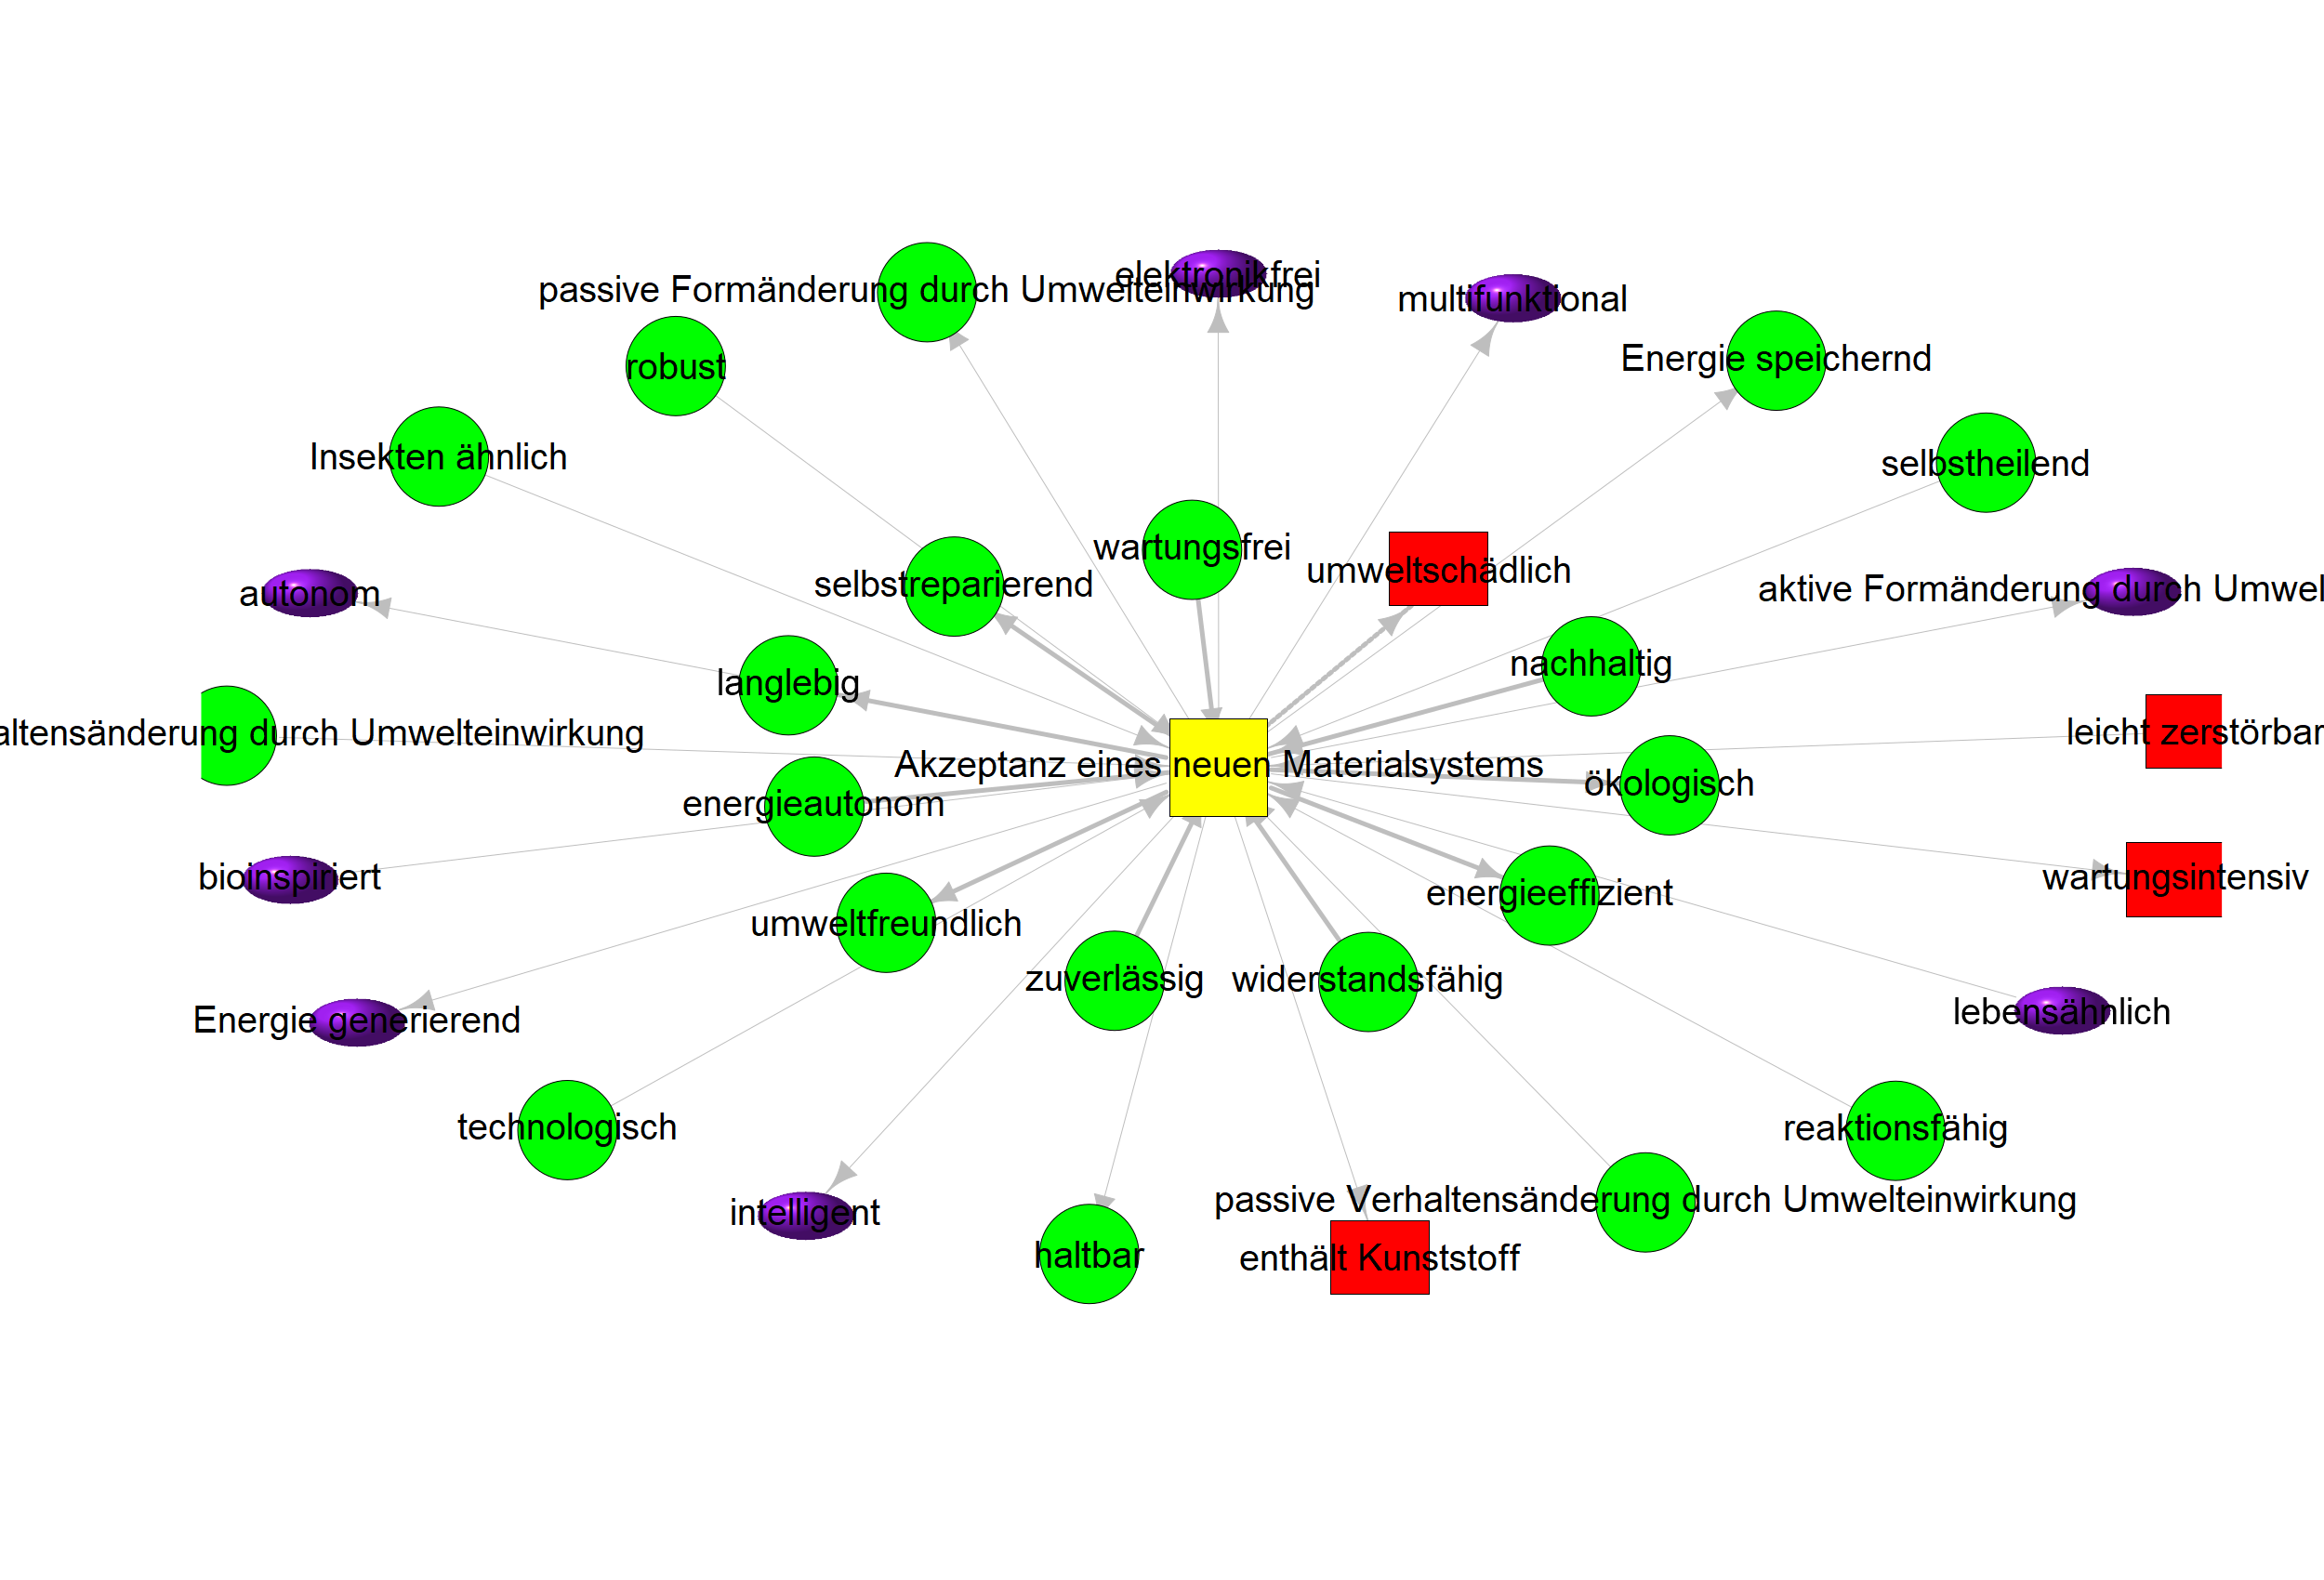 elektronikfrei
passive Formänderung durch Umwelteinwirkung
multifunktional
Energie speichernd
robust
Insekten ähnlich
selbstheilend
wartungsfrei
umweltschädlich
selbstreparierend
aktive Formänderung durch Umwel
autonom
nachhaltig
langlebig
altensänderung durch Umwelteinwirkung
leicht zerstörbar
Akzeptanz eines neuen Materialsystems
ökologisch
energieautonom
bioinspiriert
wartungsintensiv
energieeffizient
umweltfreundlich
zuverlässig
widerstandsfähig
lebensähnlich
Energie generierend
technologisch
reaktionsfähig
passive Verhaltensänderung durch Umwelteinwirkung
intelligent
haltbar
enthält Kunststoff